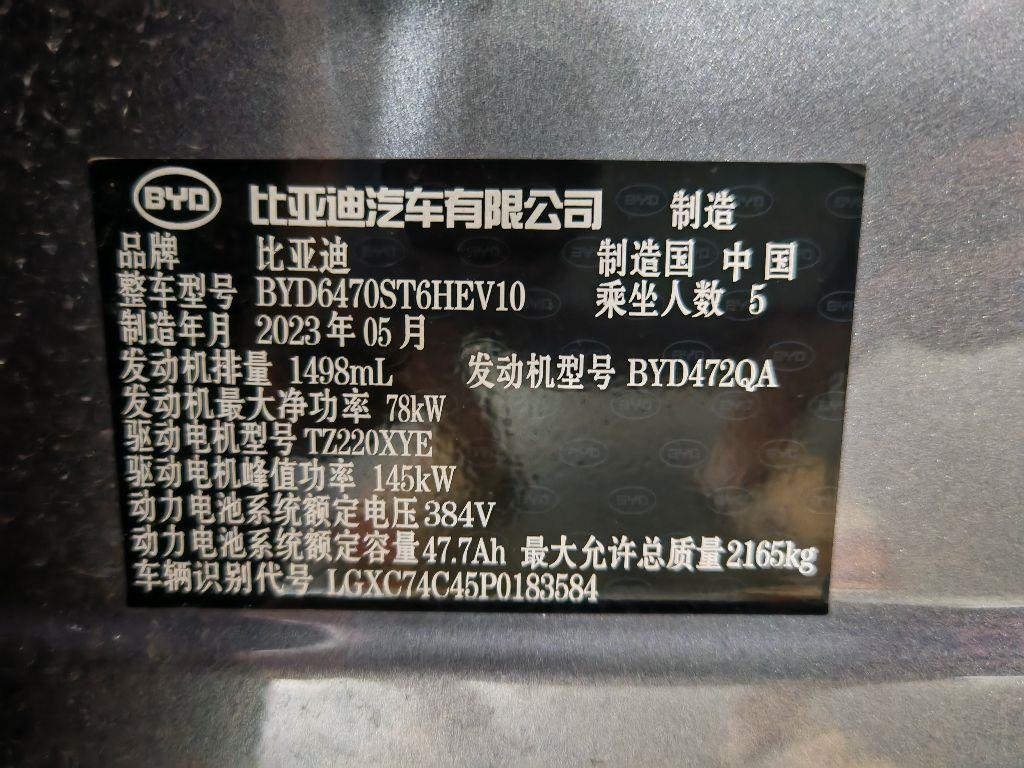 BYD 比亚迪汽车有限公司 制造
品牌 比亚迪 制造国 中国
整车型号 BYD6470ST6HEV10 乘坐人数 5
制造年月 2023年05月
发动机排量 1498mL 发动机型号 BYD472QA
发动机最大净功率 78kW
驱动电机型号 TZ220XYE
驱动电机峰值功率 145kW
动力电池系统额定电压 384V
动力电池系统额定容量 47.7Ah 最大允许总质量 2165kg
车辆识别代号 LGXC74C45P0183584